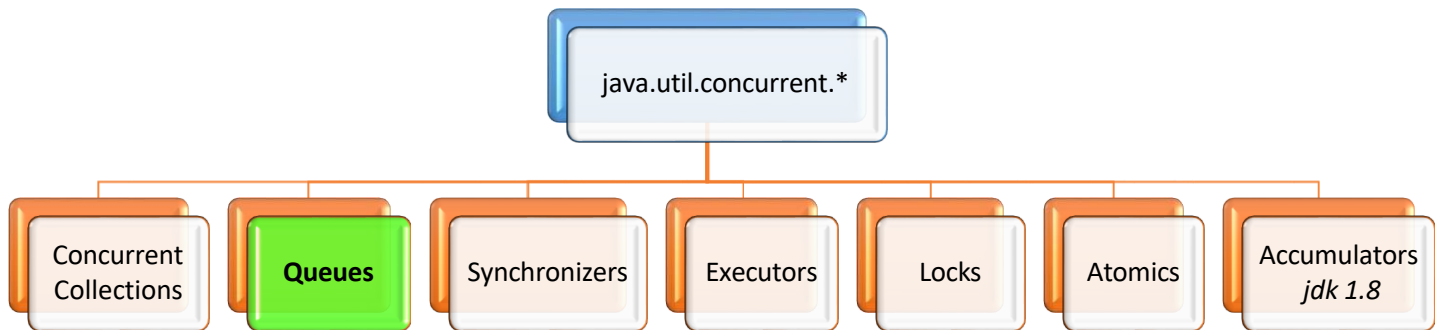 java.util.concurrent.*
Concurrent
Collections
Queues
Synchronizers
Executors
Locks
Atomics
Accumulators
jdk 1.8